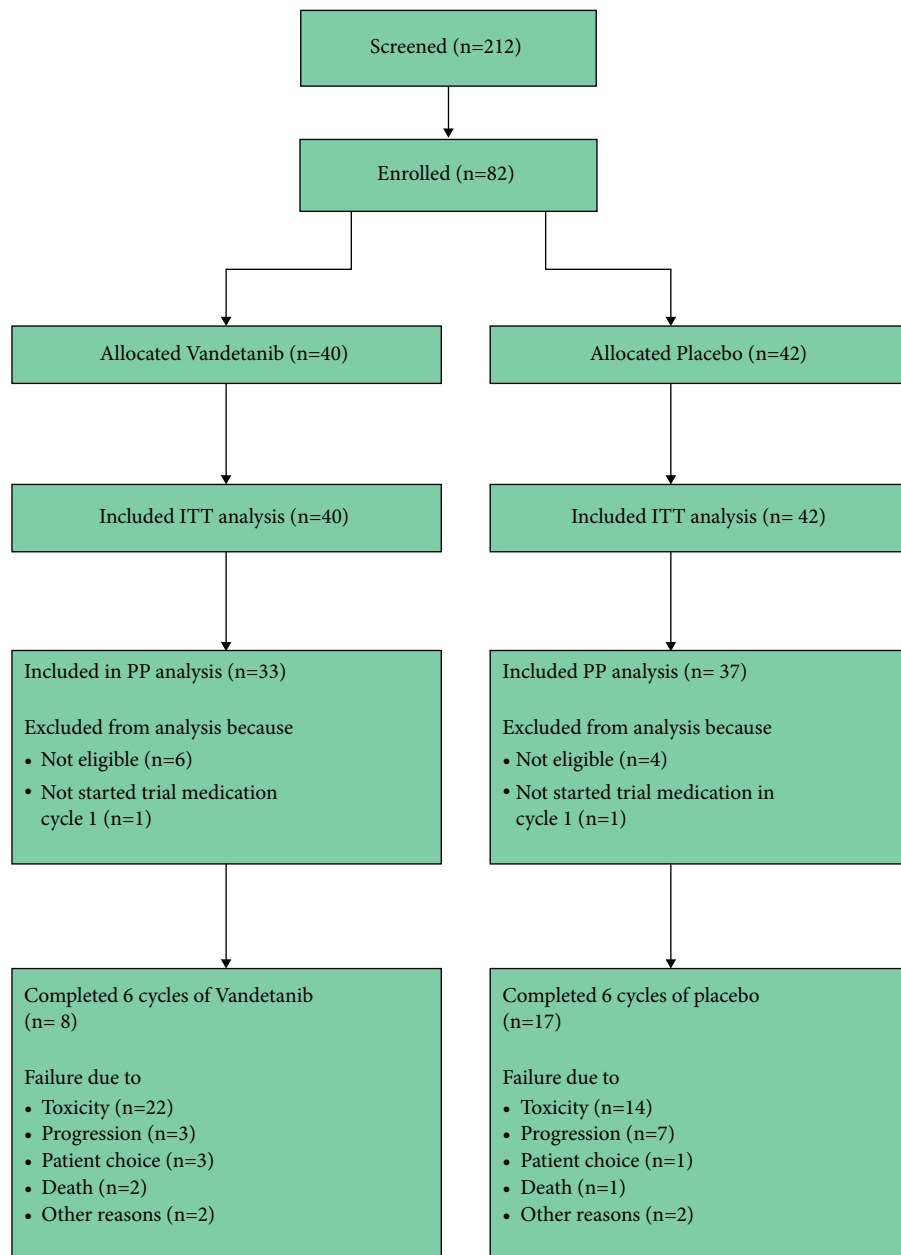 Screened (n=212)
Enrolled (n=82)
Allocated Vandetanib (n=40)
Allocated Placebo (n=42)
Included ITT analysis (n=40)
Included ITT analysis (n= 42)
Included in PP analysis (n=33)
Excluded from analysis because
• Not eligible (n=6)
• Not started trial medication
cycle 1 (n=1)
Included PP analysis (n= 37)
Excluded from analysis because
• Not eligible (n=4)
• Not started trial medication in
cycle 1 (n=1)
Completed 6 cycles of Vandetanib
(n= 8)
Failure due to
• Toxicity (n=22)
• Progression (n=3)
• Patient choice (n=3)
• Death (n=2)
• Other reasons (n=2)
Completed 6 cycles of placebo
(n=17)
Failure due to
• Toxicity (n=14)
• Progression (n=7)
• Patient choice (n=1)
• Death (n=1)
• Other reasons (n=2)